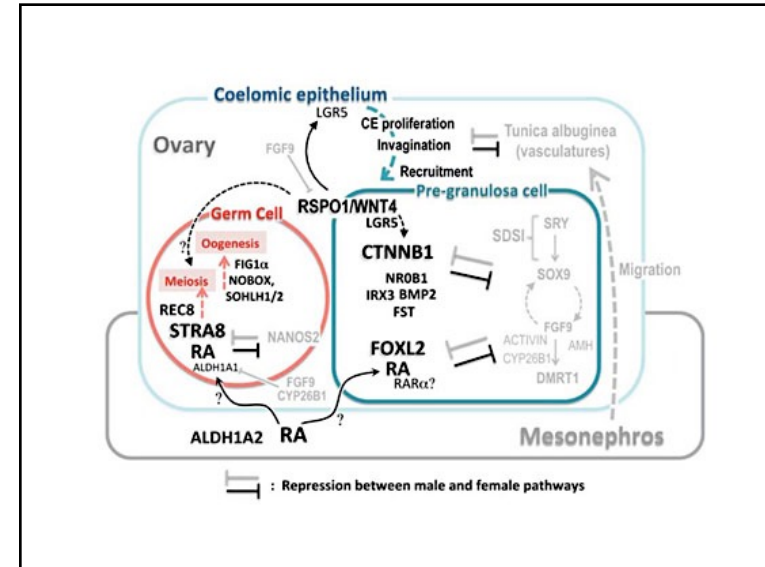 Coelomic epithelium
LGR5
CE proliferation
Invagination
Recruitment
Tunica albuginea
(vasculatures)
Ovary
FGF9
Pre-granulosa cell
RSPO1/WNT4
LGR5
Germ Cell
?
Oogenesis
FIG1α
NOBOX,
SOHLH1/2
Meiosis
REC8
STRA8
RA
ALDH1A1
NANOS2
FGF9
CYP26B1
CTNNB1
NR0B1
IRX3 BMP2
FST
FOXL2
RA
RARα?
SDSI
SRY
SOX9
FGF9
ACTIVIN
CYP26B1
AMH
DMRT1
Migration
?
?
ALDH1A2
RA
Mesonephros
: Repression between male and female pathways